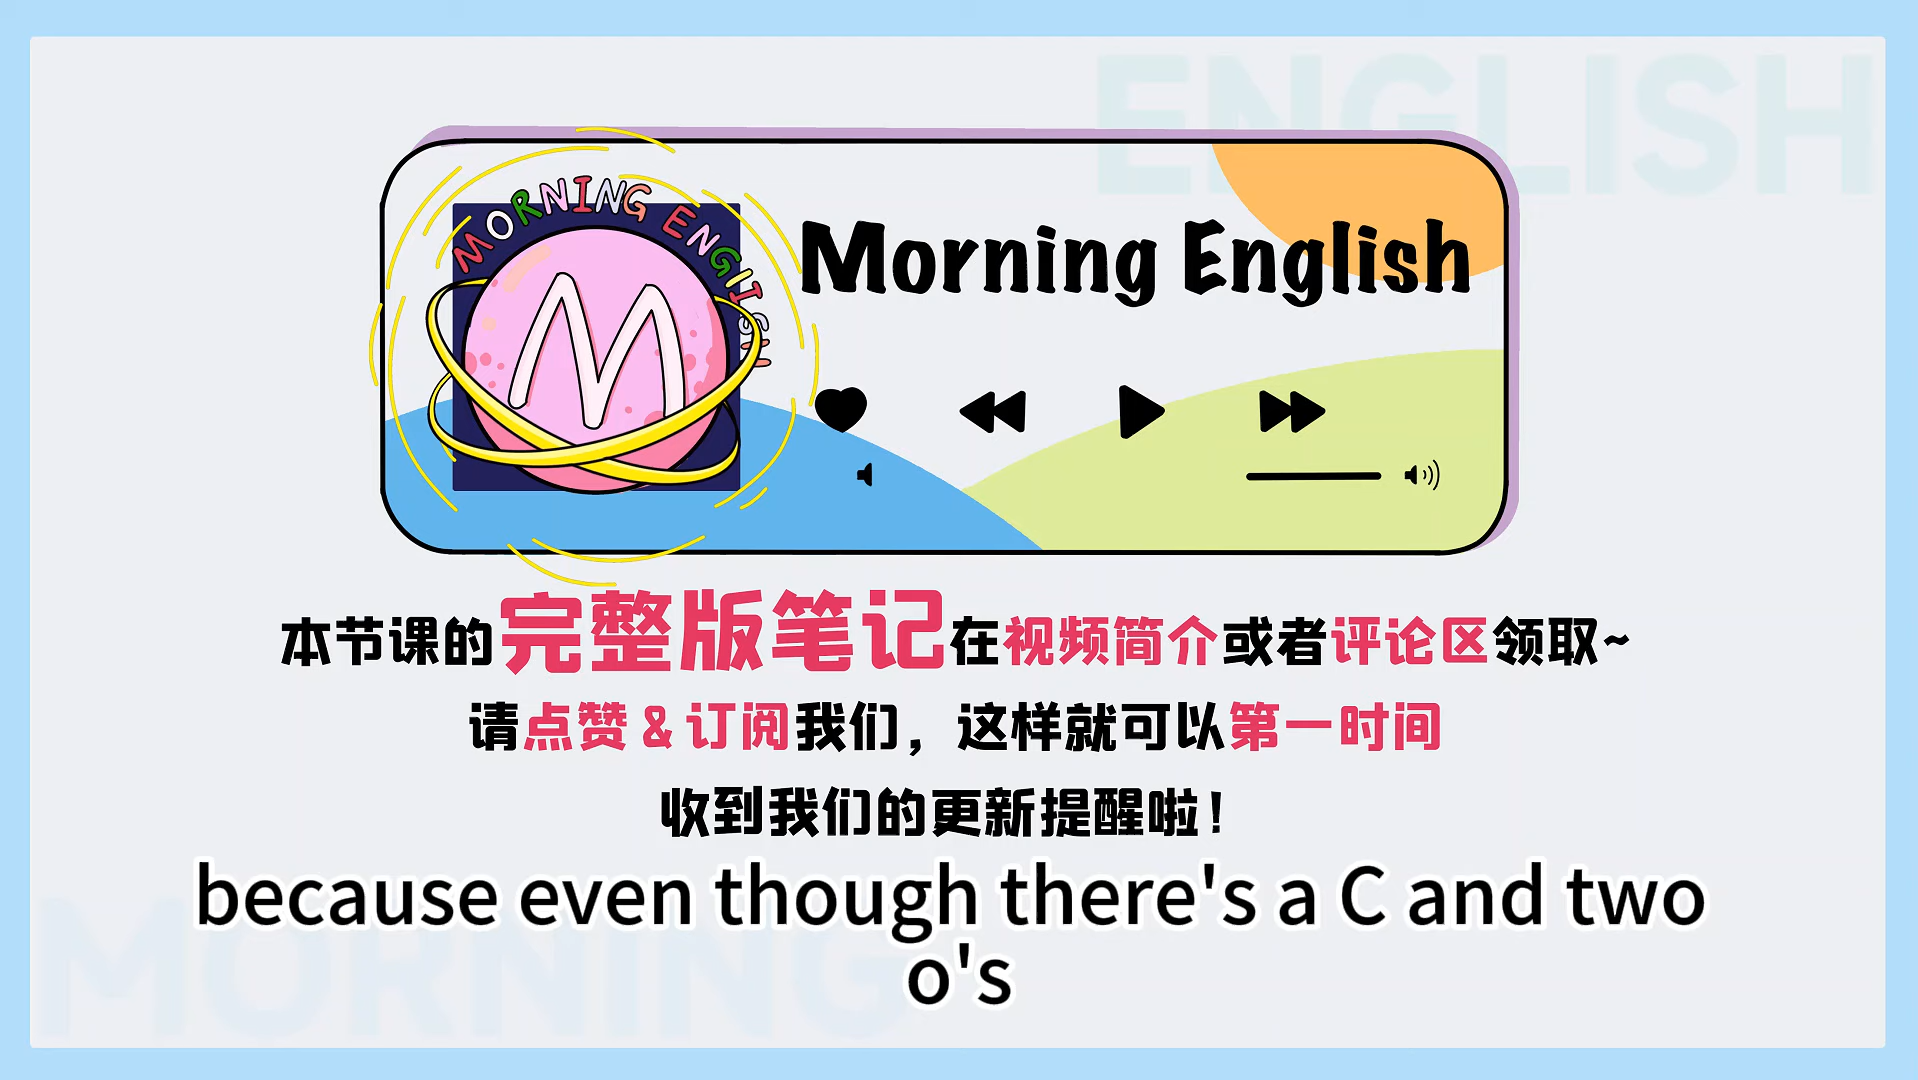 ENGLISH
MORNING ENGLISH
M
Morning English
本节课的完整版笔记在视频简介或者评论区领取~
请点赞&订阅我们，这样就可以第一时间
收到我们的更新提醒啦！
because even though there's a C and two
o's
MORNING